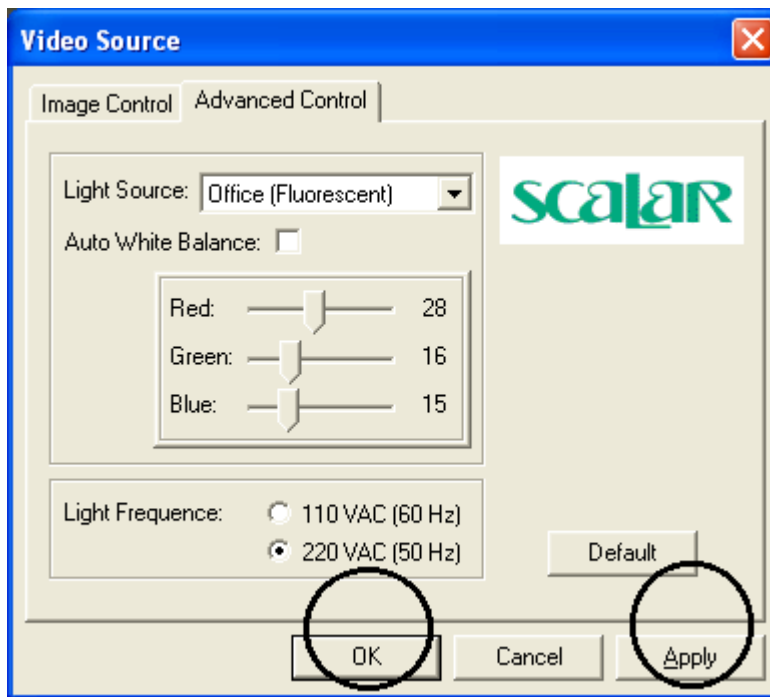 Video Source
Image Control Advanced Control
Light Source: Office (Fluorescent)
scalar
Auto White Balance:
Red: 28
Green: 16
Blue: 15
Light Frequence: 110 VAC (60 Hz)
220 VAC (50 Hz)
Default
OK Cancel Apply